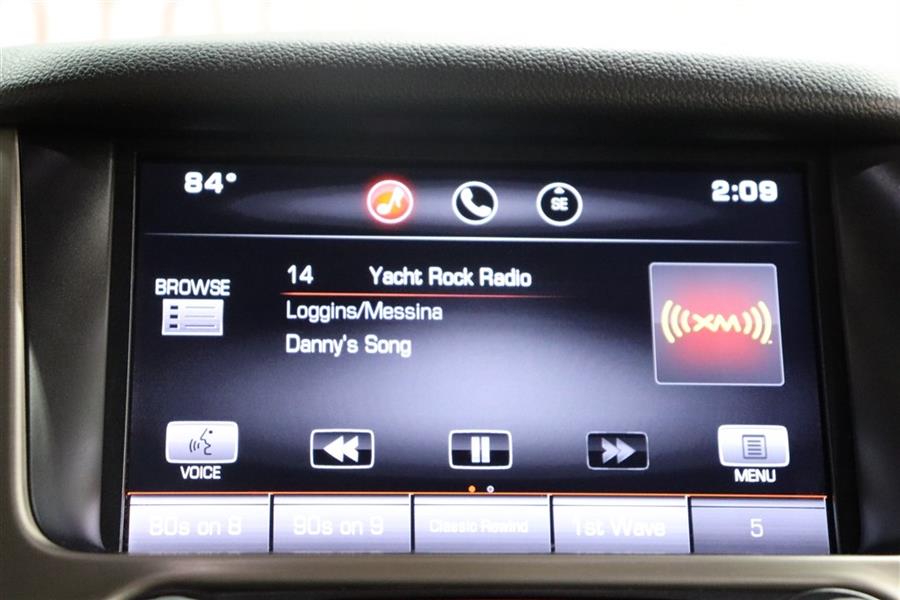 84°
SE
2:09
BROWSE
14 Yacht Rock Radio
Loggins/Messina
Danny's Song
XM
VOICE
MENU
80s on 8 90s on 9 Classic Rewind 1st Wave 5